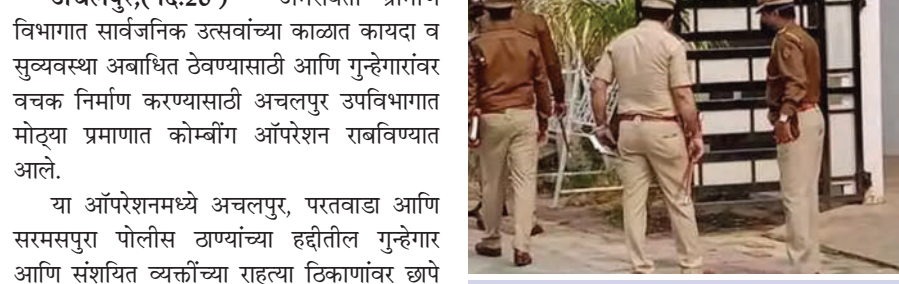 विभागात सार्वजनिक उत्सवांच्या काळात कायदा व
सुव्यवस्था अबाधित ठेवण्यासाठी आणि गुन्हेगारांवर
वचक निर्माण करण्यासाठी अचलपुर उपविभागात
मोठ्या प्रमाणात कोम्बींग ऑपरेशन राबविण्यात
आले.
या ऑपरेशनमध्ये अचलपुर, परतवाडा आणि
सरमसपुरा पोलीस ठाण्यांच्या हद्दीतील गुन्हेगार
आणि संशयित व्यक्तींच्या राहत्या ठिकाणांवर छापे